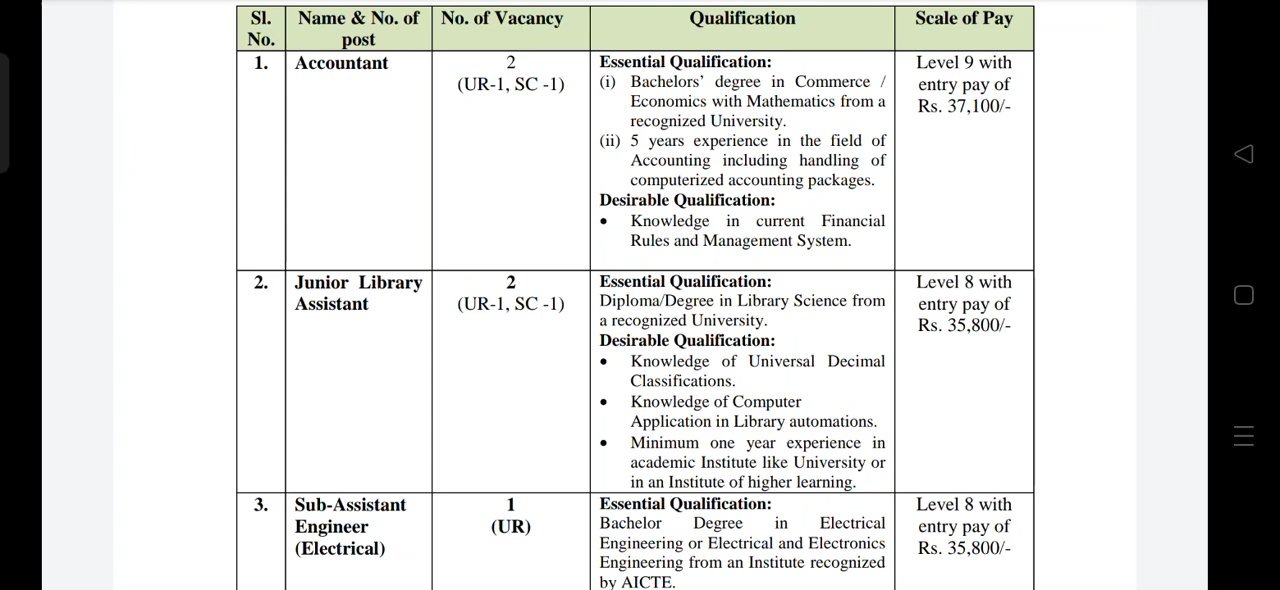 Sl. No.
Name & No. of post
No. of Vacancy
Qualification
Scale of Pay
1.
Accountant
2
(UR-1, SC -1)
Essential Qualification:
(i) Bachelors' degree in Commerce /
Economics with Mathematics from a
recognized University.
(ii) 5 years experience in the field of
Accounting including handling of
computerized accounting packages.
Desirable Qualification:
• Knowledge in current Financial
Rules and Management System.
Level 9 with
entry pay of
Rs. 37,100/-
2.
Junior Library
Assistant
2
(UR-1, SC -1)
Essential Qualification:
Diploma/Degree in Library Science from
a recognized University.
Desirable Qualification:
• Knowledge of Universal Decimal
Classifications.
• Knowledge of Computer
Application in Library automations.
• Minimum one year experience in
academic Institute like University or
in an Institute of higher learning.
Level 8 with
entry pay of
Rs. 35,800/-
3.
Sub-Assistant
Engineer
(Electrical)
1
(UR)
Essential Qualification:
Bachelor Degree in Electrical
Engineering or Electrical and Electronics
Engineering from an Institute recognized
by AICTE.
Level 8 with
entry pay of
Rs. 35,800/-